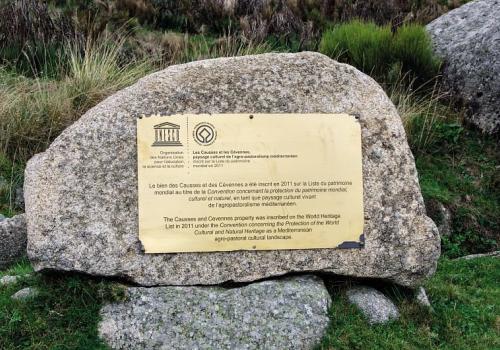 unesco
Organisation
des Nations Unies
pour l'éducation,
la science et la culture
Les Causses et les Cévennes,
paysage culturel de l'agro-pastoralisme méditerranéen
inscrit sur la Liste du patrimoine
mondial en 2011
Le bien des Causses et des Cévennes a été inscrit en 2011 sur la Liste du patrimoine
mondial au titre de la Convention concernant la protection du patrimoine mondial,
culturel et naturel, en tant que paysage culturel vivant
de l'agropastoralisme méditerranéen.
The Causses and Cévennes property was inscribed on the World Heritage
List in 2011 under the Convention concerning the Protection of the World
Cultural and Natural Heritage as a Mediterranean
agro-pastoral cultural landscape.